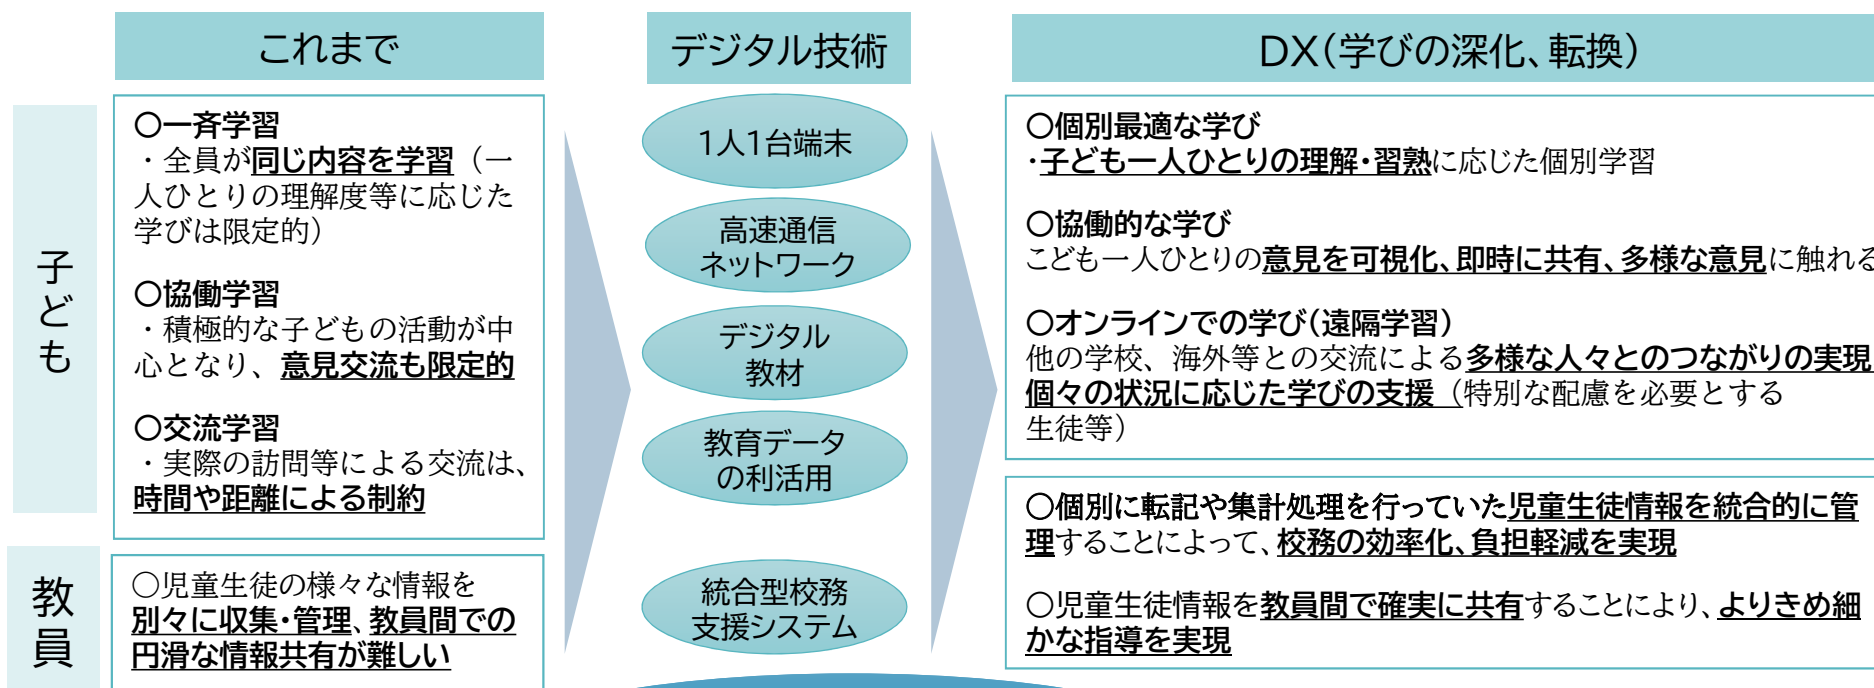 これまで
デジタル技術
DX(学びの深化、転換)
子ども
〇一斉学習
・全員が同じ内容を学習（一
人ひとりの理解度等に応じた
学びは限定的）
〇協働学習
・積極的な子どもの活動が中
心となり、意見交流も限定的
〇交流学習
・実際の訪問等による交流は、
時間や距離による制約
1人1台端末
高速通信
ネットワーク
デジタル
教材
教育データ
の利活用
〇個別最適な学び
・子ども一人ひとりの理解・習熟に応じた個別学習
〇協働的な学び
こども一人ひとりの意見を可視化、即時に共有、多様な意見に触れる
〇オンラインでの学び(遠隔学習)
他の学校、海外等との交流による多様な人々とのつながりの実現
個々の状況に応じた学びの支援（特別な配慮を必要とする
生徒等）
教員
〇児童生徒の様々な情報を
別々に収集・管理、教員間での
円滑な情報共有が難しい
統合型校務
支援システム
〇個別に転記や集計処理を行っていた児童生徒情報を統合的に管
理することによって、校務の効率化、負担軽減を実現
〇児童生徒情報を教員間で確実に共有することにより、よりきめ細
かな指導を実現